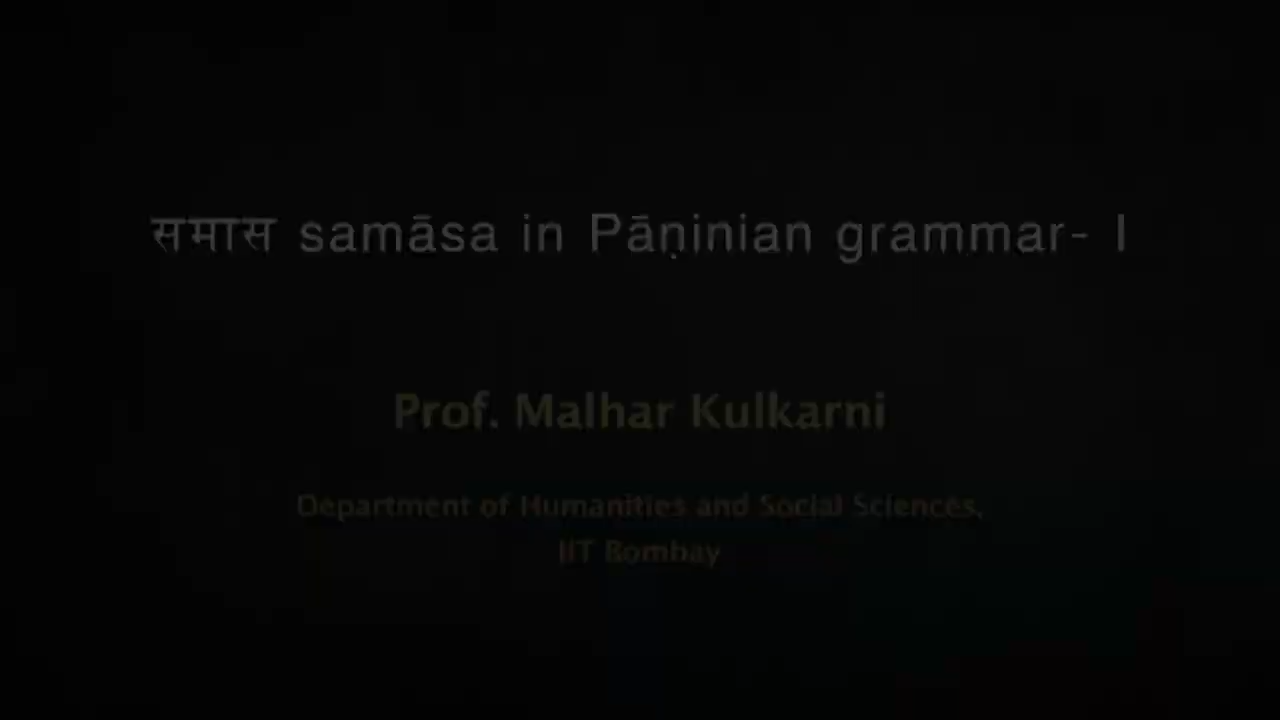 समास samāsa in Pāṇinian grammar- I
Prof. Malhar Kulkarni
Department of Humanities and Social Sciences,
IIT Bombay